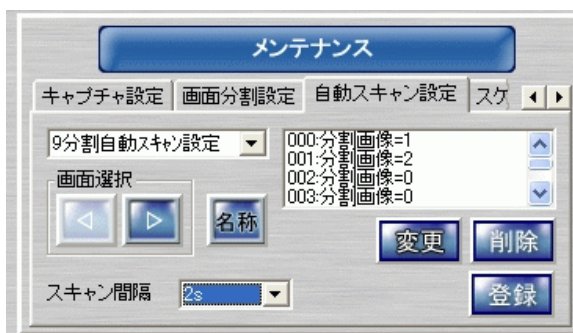 メンテナンス
キャプチャ設定 画面分割設定 自動スキャン設定 スケ
9分割自動スキャン設定
000:分割画像=1
001:分割画像=2
002:分割画像=0
003:分割画像=0
画面選択
名称
変更 削除
スキャン間隔 2s
登録